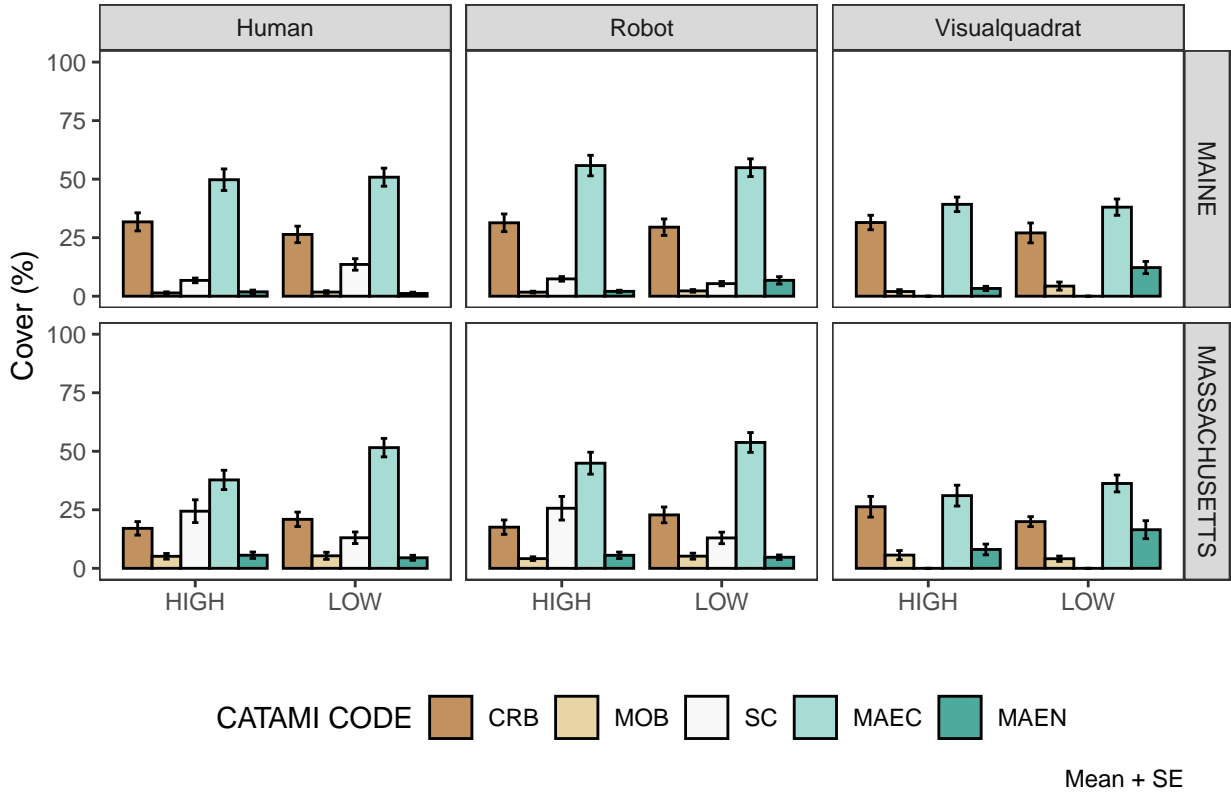 Human Robot Visualquadrat
Cover (%)
100
75
50
25
0
MAINE
100
75
50
25
0
MASSACHUSETTS
HIGH LOW HIGH LOW HIGH LOW
CATAMI CODE CRB MOB SC MAEC MAEN
Mean + SE